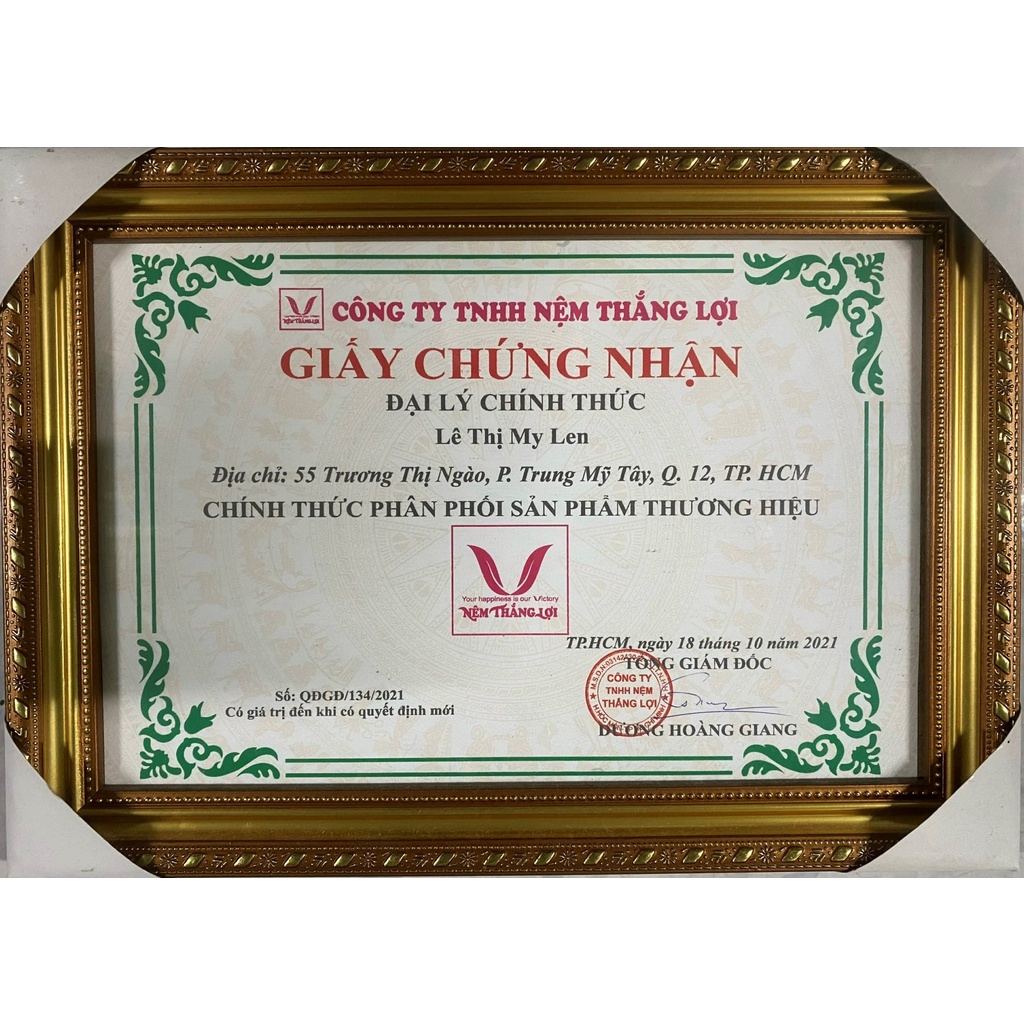 NỆM THẮNG LỢI
CÔNG TY TNHH NỆM THẮNG LỢI
GIẤY CHỨNG NHẬN
ĐẠI LÝ CHÍNH THỨC
Lê Thị My Len
Địa chỉ: 55 Trương Thị Ngào, P. Trung Mỹ Tây, Q. 12, TP. HCM
CHÍNH THỨC PHÂN PHỐI SẢN PHẨM THƯƠNG HIỆU
Your happiness is our Victory
NỆM THẮNG LỢI
TP.HCM, ngày 18 tháng 10 năm 2021
TỔNG GIÁM ĐỐC
CÔNG TY
TNHH NỆM
THẮNG LỢI
DƯƠNG HOÀNG GIANG
Số: QĐGĐ/134/2021
Có giá trị đến khi có quyết định mới